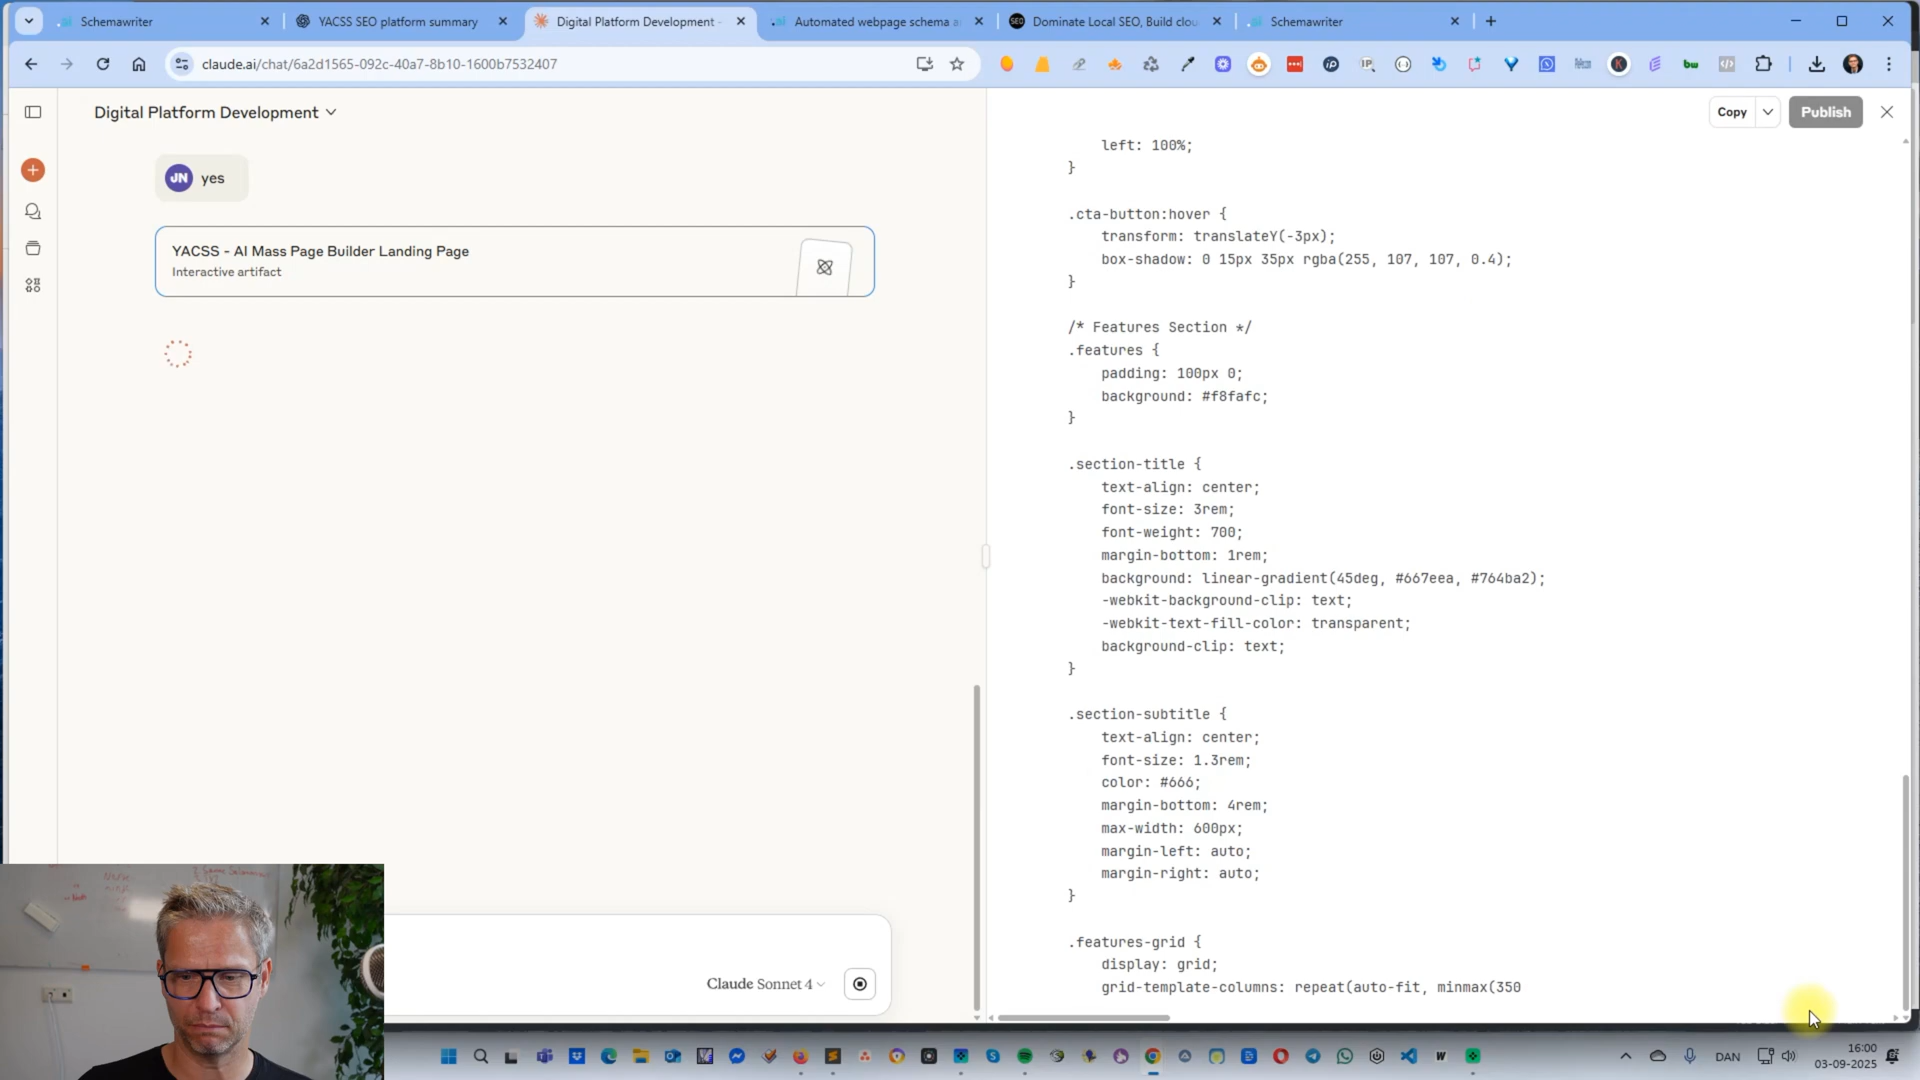 Schemawriter
YACSS SEO platform summary
Digital Platform Development -
Automated webpage schema a
Dominate Local SEO, Build clou
Schemawriter
claude.ai/chat/6a2d1565-092c-40a7-8b10-1600b7532407
Digital Platform Development
Copy
Publish
JN yes
YACSS - AI Mass Page Builder Landing Page
Interactive artifact
left: 100%;
}
.cta-button:hover {
transform: translateY(-3px);
box-shadow: 0 15px 35px rgba(255, 107, 107, 0.4);
}
/* Features Section */
.features {
padding: 100px 0;
background: #f8fafc;
}
.section-title {
text-align: center;
font-size: 3rem;
font-weight: 700;
margin-bottom: 1rem;
background: linear-gradient(45deg, #667eea, #764ba2);
-webkit-background-clip: text;
-webkit-text-fill-color: transparent;
background-clip: text;
}
.section-subtitle {
text-align: center;
font-size: 1.3rem;
color: #666;
margin-bottom: 4rem;
max-width: 600px;
margin-left: auto;
margin-right: auto;
}
.features-grid {
display: grid;
grid-template-columns: repeat(auto-fit, minmax(350
Claude Sonnet 4
DAN
16:00
03-09-2025